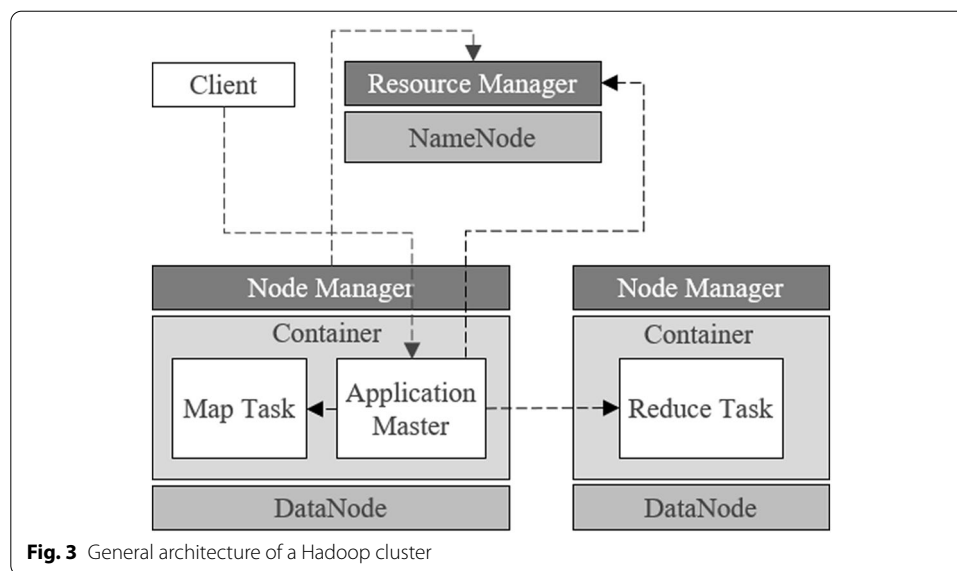 Client
Resource Manager
NameNode
Node Manager
Container
Map Task
Application
Master
DataNode
Node Manager
Container
Reduce Task
DataNode
Fig. 3 General architecture of a Hadoop cluster